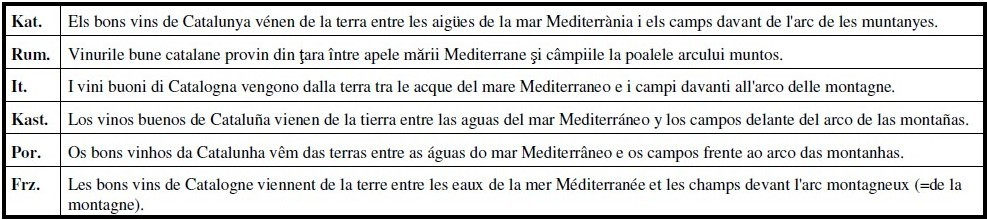 Kat. Els bons vins de Catalunya vénen de la terra entre les aigües de la mar Mediterrània i els camps davant de l'arc de les muntanyes.
Rum. Vinurile bune catalane provin din ţara între apele mării Mediterrane şi câmpiile la poalele arcului muntos.
It. I vini buoni di Catalogna vengono dalla terra tra le acque del mare Mediterraneo e i campi davanti all'arco delle montagne.
Kast. Los vinos buenos de Cataluña vienen de la tierra entre las aguas del mar Mediterráneo y los campos delante del arco de las montañas.
Por. Os bons vinhos da Catalunha vêm das terras entre as águas do mar Mediterrâneo e os campos frente ao arco das montanhas.
Frz. Les bons vins de Catalogne viennent de la terre entre les eaux de la mer Méditerranée et les champs devant l'arc montagneux (=de la
montagne).